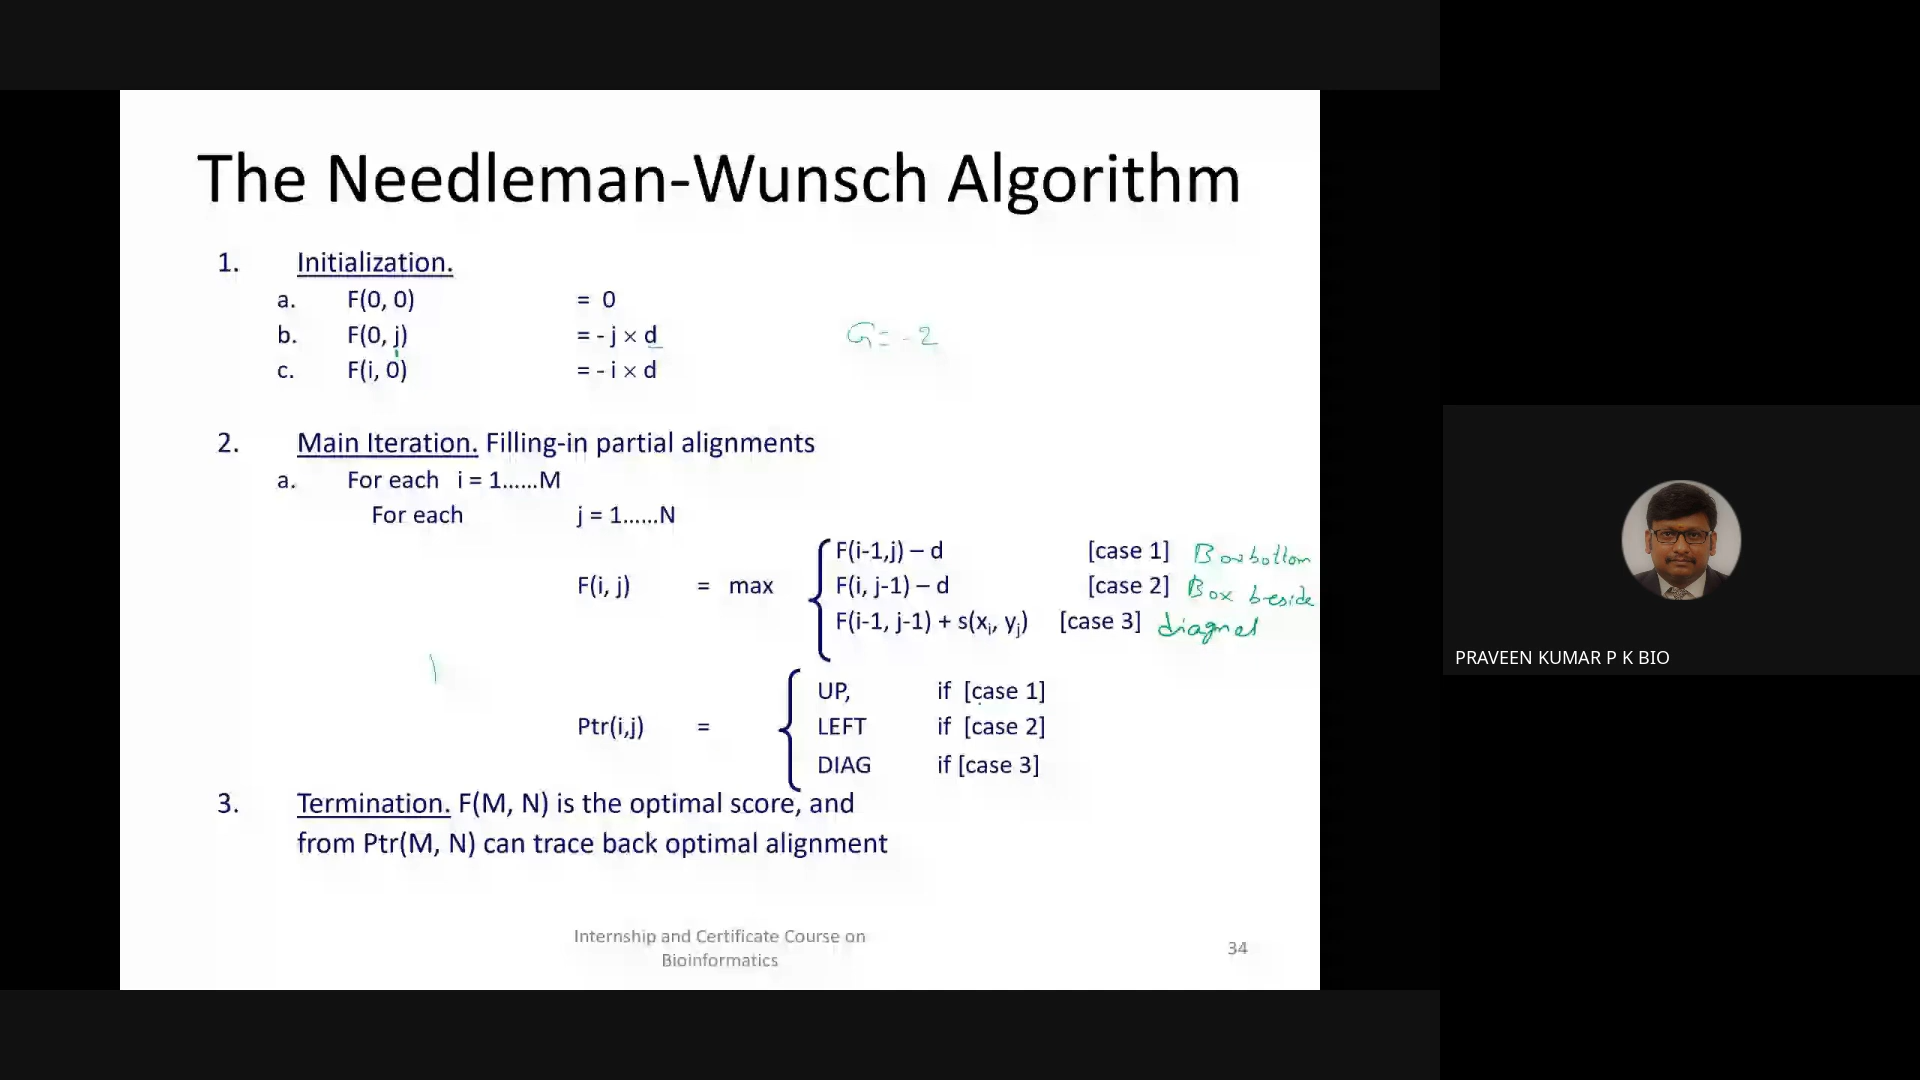 The Needleman-Wunsch Algorithm
1. Initialization.
a. F(0, 0) = 0
b. F(0, j) = - j × d G = - 2
c. F(i, 0) = - i × d
2. Main Iteration. Filling-in partial alignments
a. For each i = 1......M
For each j = 1......N
F(i-1,j) – d [case 1] Box bottom
F(i, j) = max F(i, j-1) – d [case 2] Box beside
F(i-1, j-1) + s(xi, yj) [case 3] diagnel
UP, if [case 1]
Ptr(i,j) = LEFT if [case 2]
DIAG if [case 3]
3. Termination. F(M, N) is the optimal score, and
from Ptr(M, N) can trace back optimal alignment
Internship and Certificate Course on
Bioinformatics
34
PRAVEEN KUMAR P K BIO